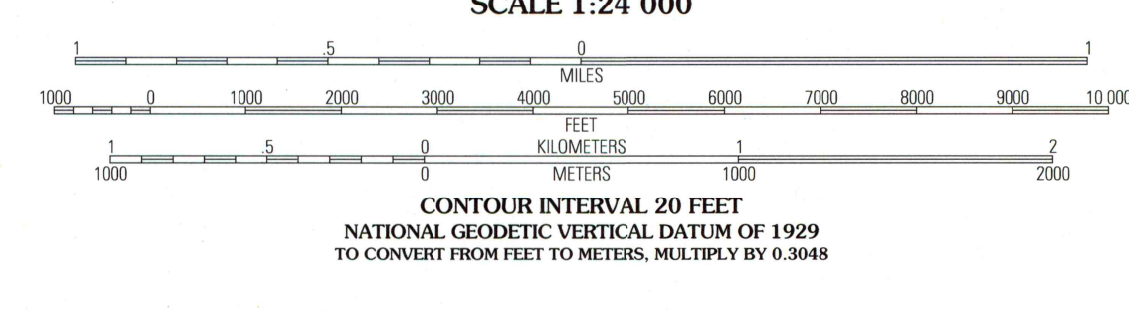 SCALE 1:24 000
1 .5 0 1
MILES
1000 0 1000 2000 3000 4000 5000 6000 7000 8000 9000 10 000
FEET
1 .5 0 KILOMETERS 1 2
1000 0 METERS 1000 2000
CONTOUR INTERVAL 20 FEET
NATIONAL GEODETIC VERTICAL DATUM OF 1929
TO CONVERT FROM FEET TO METERS, MULTIPLY BY 0.3048